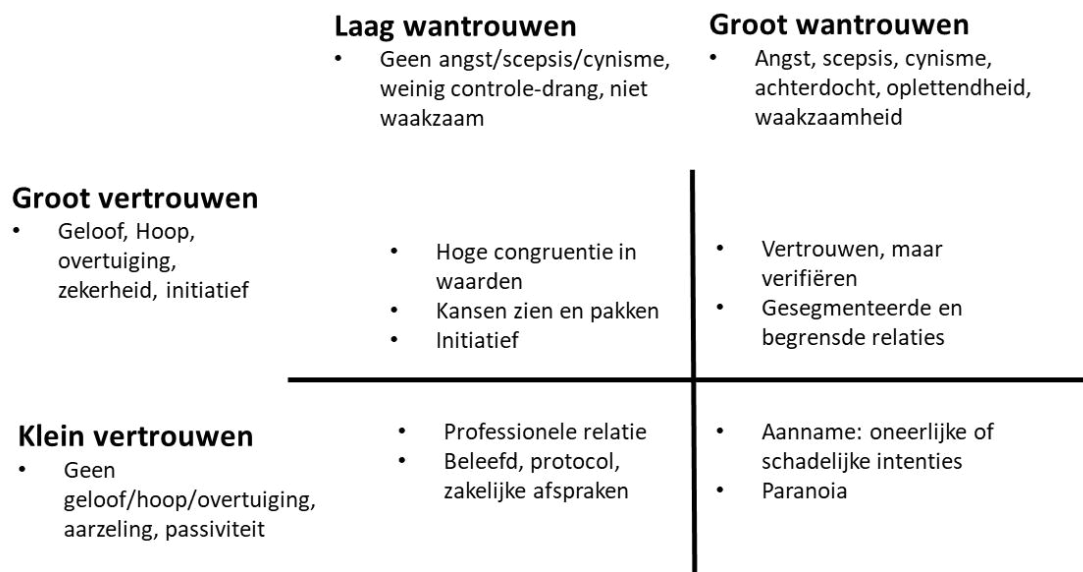 Laag wantrouwen
• Geen angst/scepsis/cynisme,
weinig controle-drang, niet
waakzaam
Groot wantrouwen
• Angst, scepsis, cynisme,
achterdocht, oplettendheid,
waakzaamheid
Groot vertrouwen
• Geloof, Hoop,
overtuiging,
zekerheid, initiatief
• Hoge congruentie in
waarden
• Kansen zien en pakken
• Initiatief
• Vertrouwen, maar
verifiëren
• Gesegmenteerde en
begrensde relaties
Klein vertrouwen
• Geen
geloof/hoop/overtuiging,
aarzeling, passiviteit
• Professionele relatie
• Beleefd, protocol,
zakelijke afspraken
• Aanname: oneerlijke of
schadelijke intenties
• Paranoia